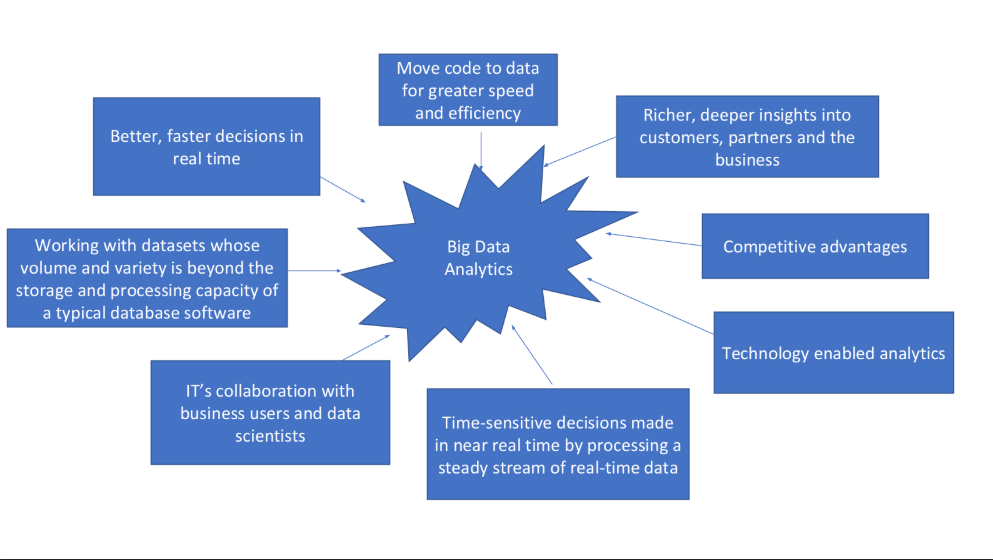 Move code to data
for greater speed
and efficiency
Better, faster decisions in
real time
Richer, deeper insights into
customers, partners and the
business
Big Data
Analytics
Competitive advantages
Working with datasets whose
volume and variety is beyond the
storage and processing capacity of
a typical database software
Technology enabled analytics
IT’s collaboration with
business users and data
scientists
Time-sensitive decisions made
in near real time by processing a
steady stream of real-time data